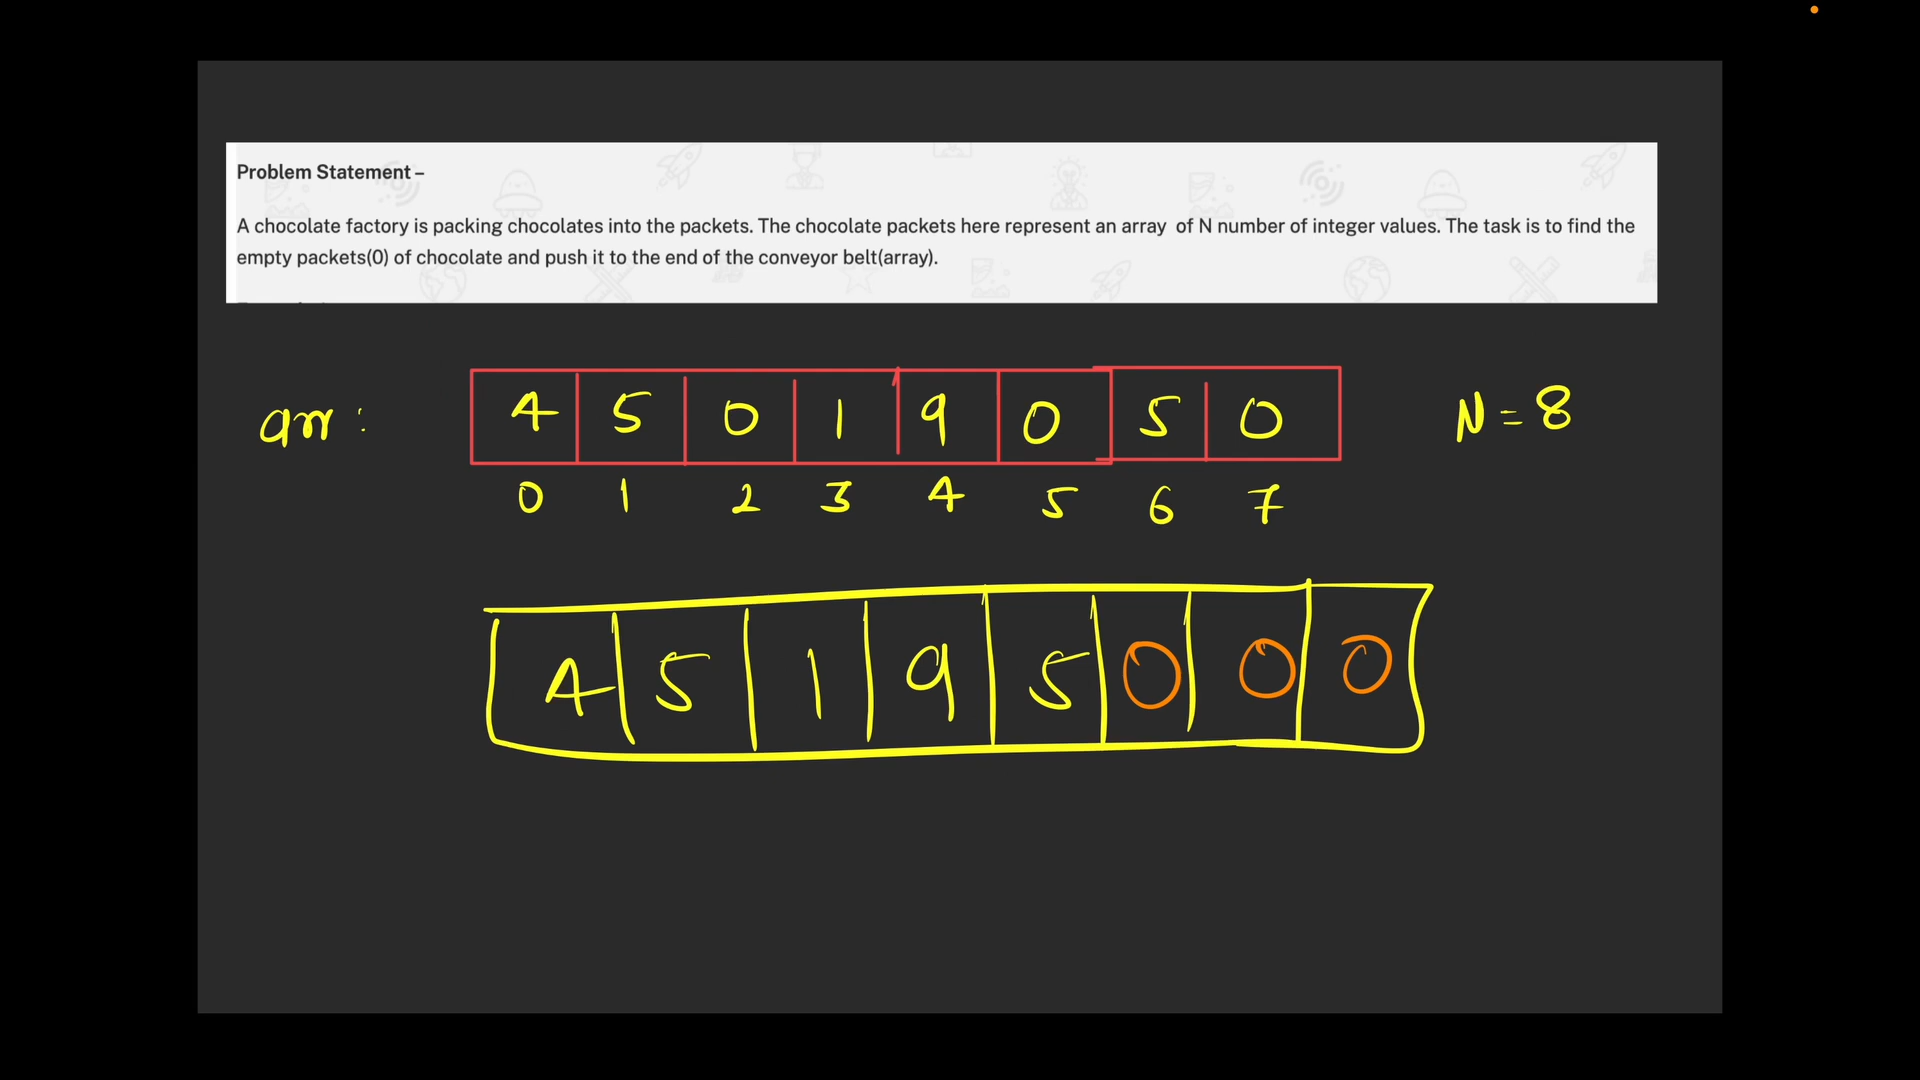 Problem Statement –
A chocolate factory is packing chocolates into the packets. The chocolate packets here represent an array of N number of integer values. The task is to find the
empty packets(0) of chocolate and push it to the end of the conveyor belt(array).
arr : 4 5 0 1 9 0 5 0 N = 8
0 1 2 3 4 5 6 7
4 5 1 9 5 0 0 0